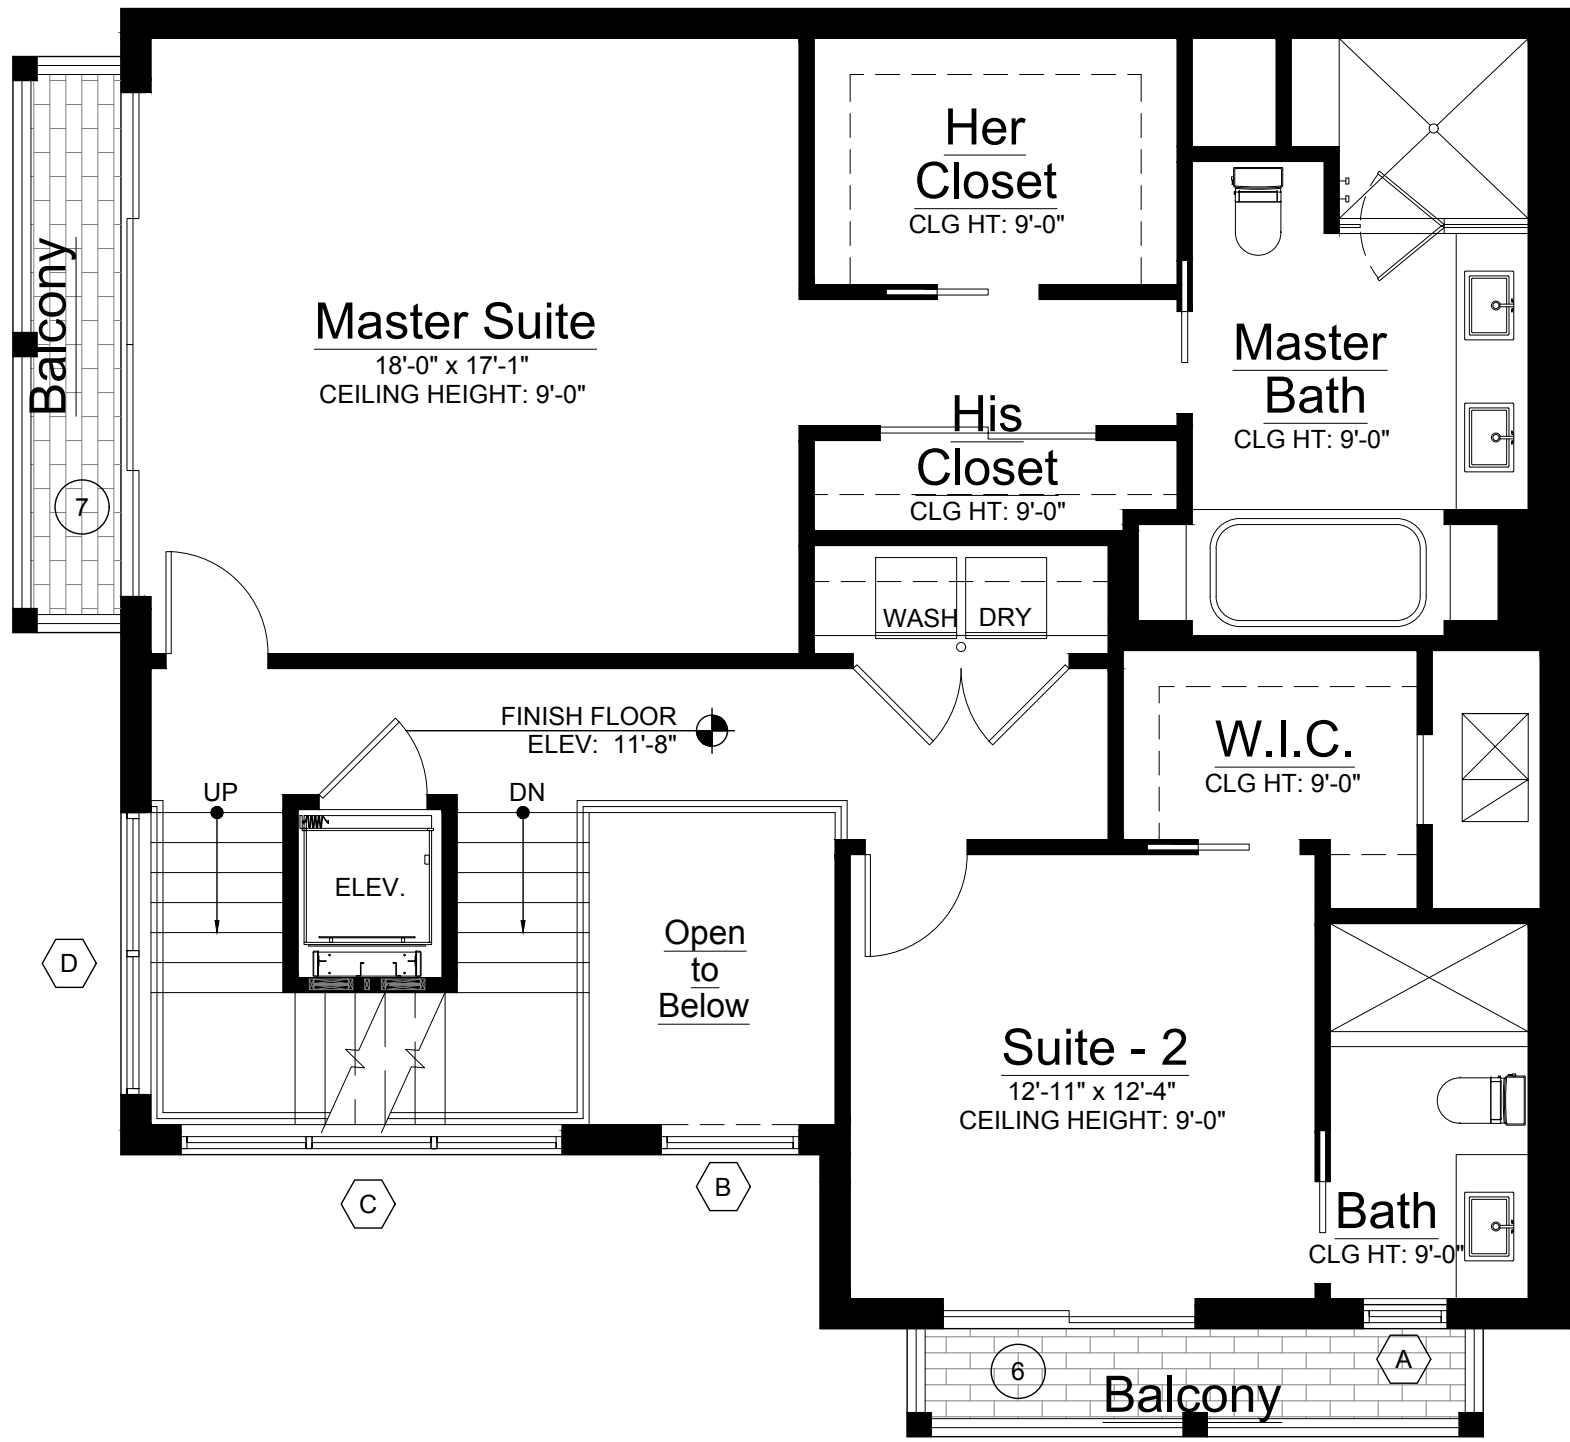 Her
Closet
CLG HT: 9'-0"
Balcony
Master Suite
18'-0" x 17'-1"
CEILING HEIGHT: 9'-0"
Master
Bath
CLG HT: 9'-0"
His
Closet
CLG HT: 9'-0"
7
WASH
DRY
FINISH FLOOR
ELEV: 11'-8"
W.I.C.
CLG HT: 9'-0"
UP
DN
ELEV.
Open
to
Below
D
Suite - 2
12'-11" x 12'-4"
CEILING HEIGHT: 9'-0"
C
B
Bath
CLG HT: 9'-0"
6
A
Balcony